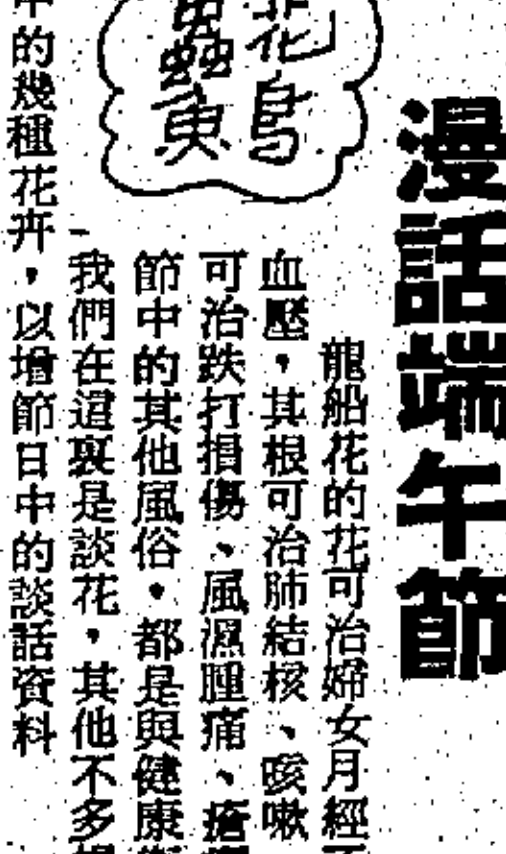 漫話端午節
花鳥
蟲魚
龍船花的花可治婦女月經
血壓，其根可治肺結核、咳嗽
可治跌打損傷、風濕腫痛、瘡
節中的其他風俗，都是與健康
我們在這裏是談花，其他不多
中的幾種花卉，以增節日中的談話資料